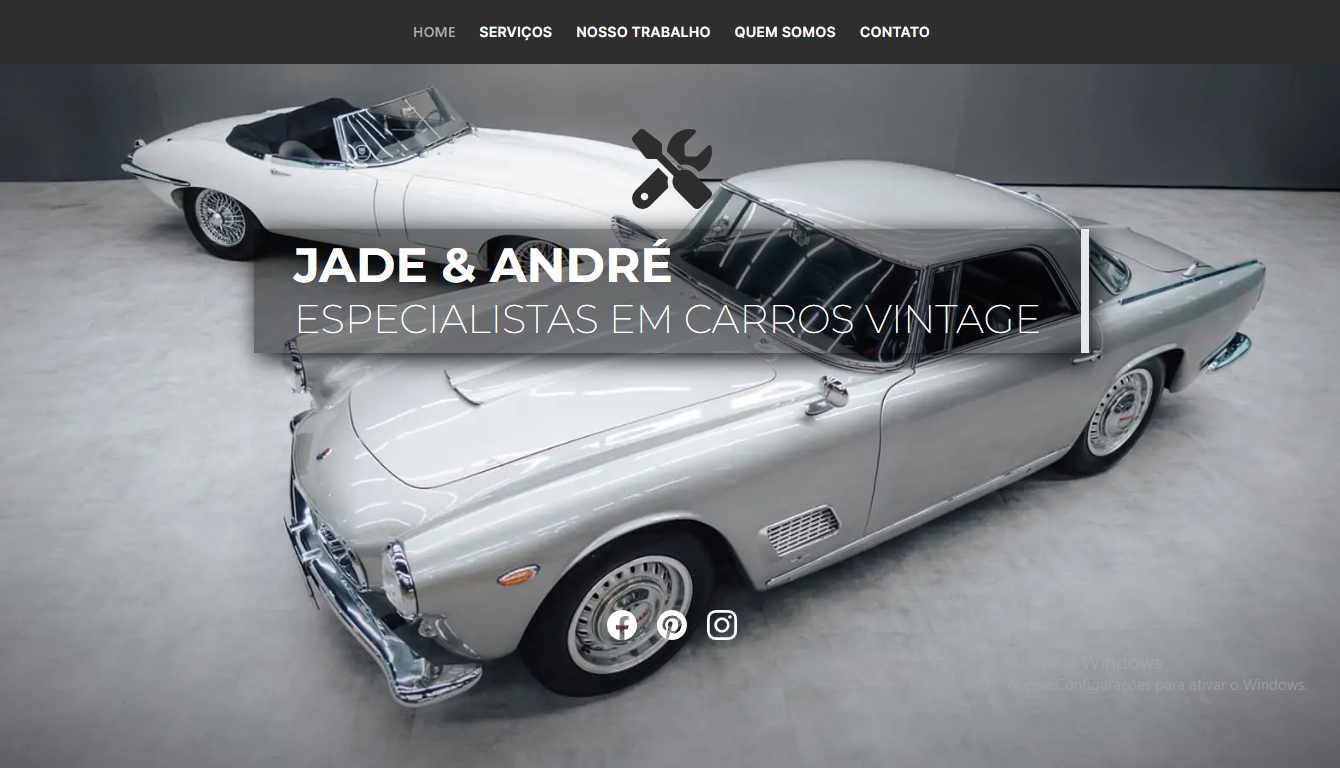 HOME SERVIÇOS NOSSO TRABALHO QUEM SOMOS CONTATO
JADE & ANDRÉ
ESPECIALISTAS EM CARROS VINTAGE
Ativar o Windows
Acesse Configurações para ativar o Windows.